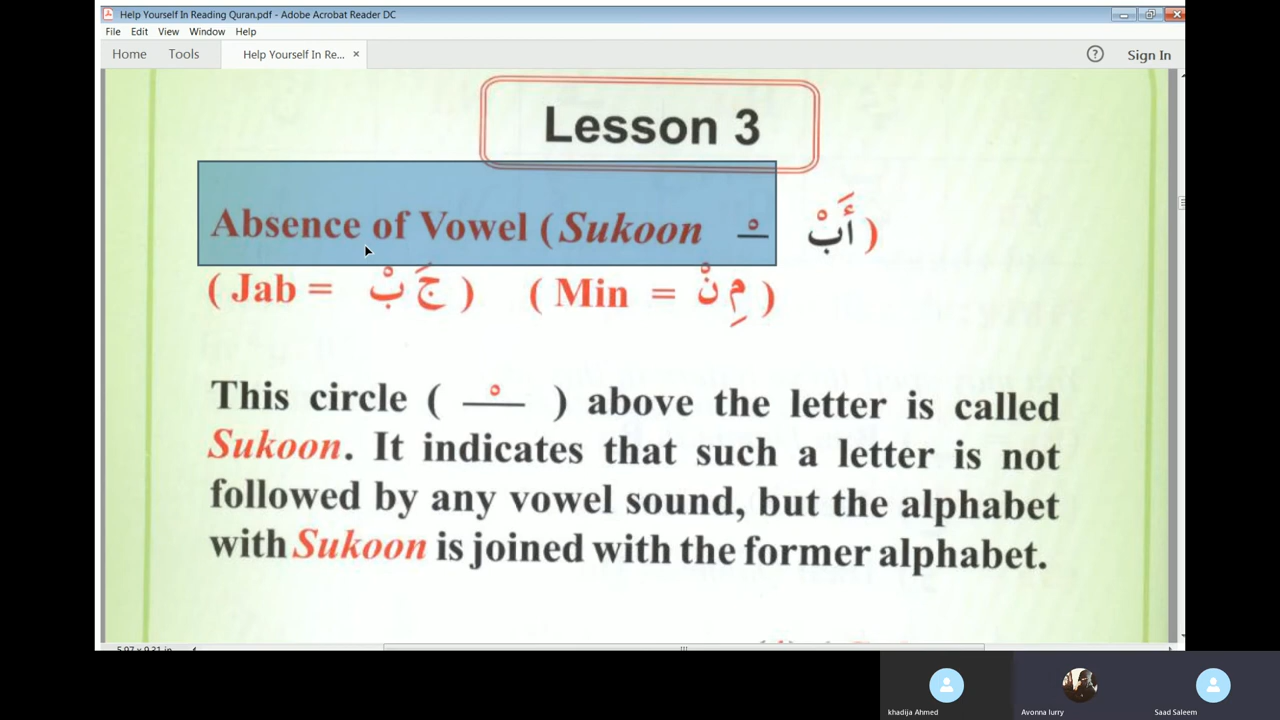 Help Yourself In Reading Quran.pdf - Adobe Acrobat Reader DC
File Edit View Window Help
Home Tools Help Yourself In Re... × ? Sign In
Lesson 3
Absence of Vowel ( Sukoon ْ أَبْ )
( Jab = جَ بْ ) ( Min = مِ نْ )
This circle ( ْ ) above the letter is called
Sukoon. It indicates that such a letter is not
followed by any vowel sound, but the alphabet
with Sukoon is joined with the former alphabet.
khadija Ahmed
Avonna lurry
Saad Saleem